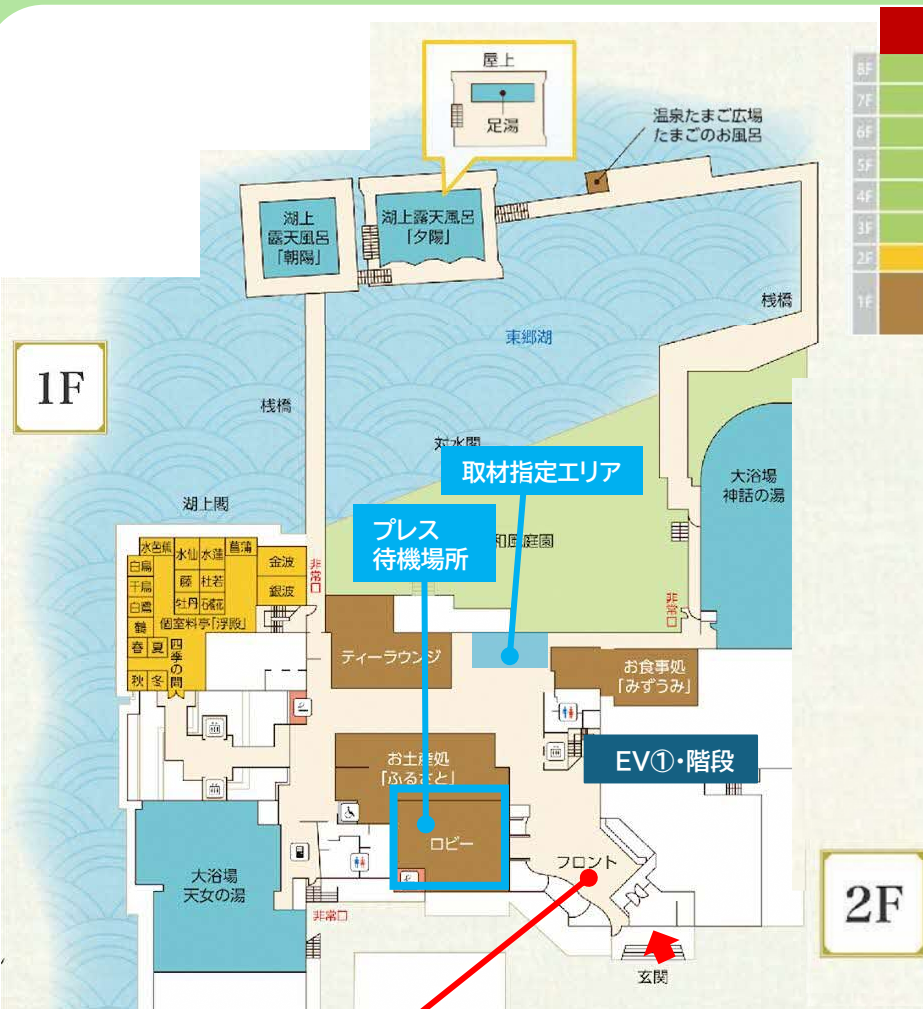 屋上
足湯
温泉たまご広場
たまごのお風呂
8F
7F
6F
5F
4F
3F
2F
1F
湖上
露天風呂
「朝陽」
湖上露天風呂
「夕陽」
桟橋
東郷湖
1F
桟橋
対水閣
取材指定エリア
大浴場
神話の湯
湖上閣
プレス
待機場所
和風庭園
水芭蕉
水仙
水蓮
菖蒲
白鳥
金波
非常口
千鳥
藤
杜若
銀波
白鷺
牡丹
石楠花
非常口
鶴
個室料亭「浮殿」
春
夏
四季の間
秋
冬
ティーラウンジ
お食事処
「みずうみ」
お土産処
「ふるさと」
EV①・階段
ロビー
フロント
大浴場
天女の湯
非常口
2F
玄関